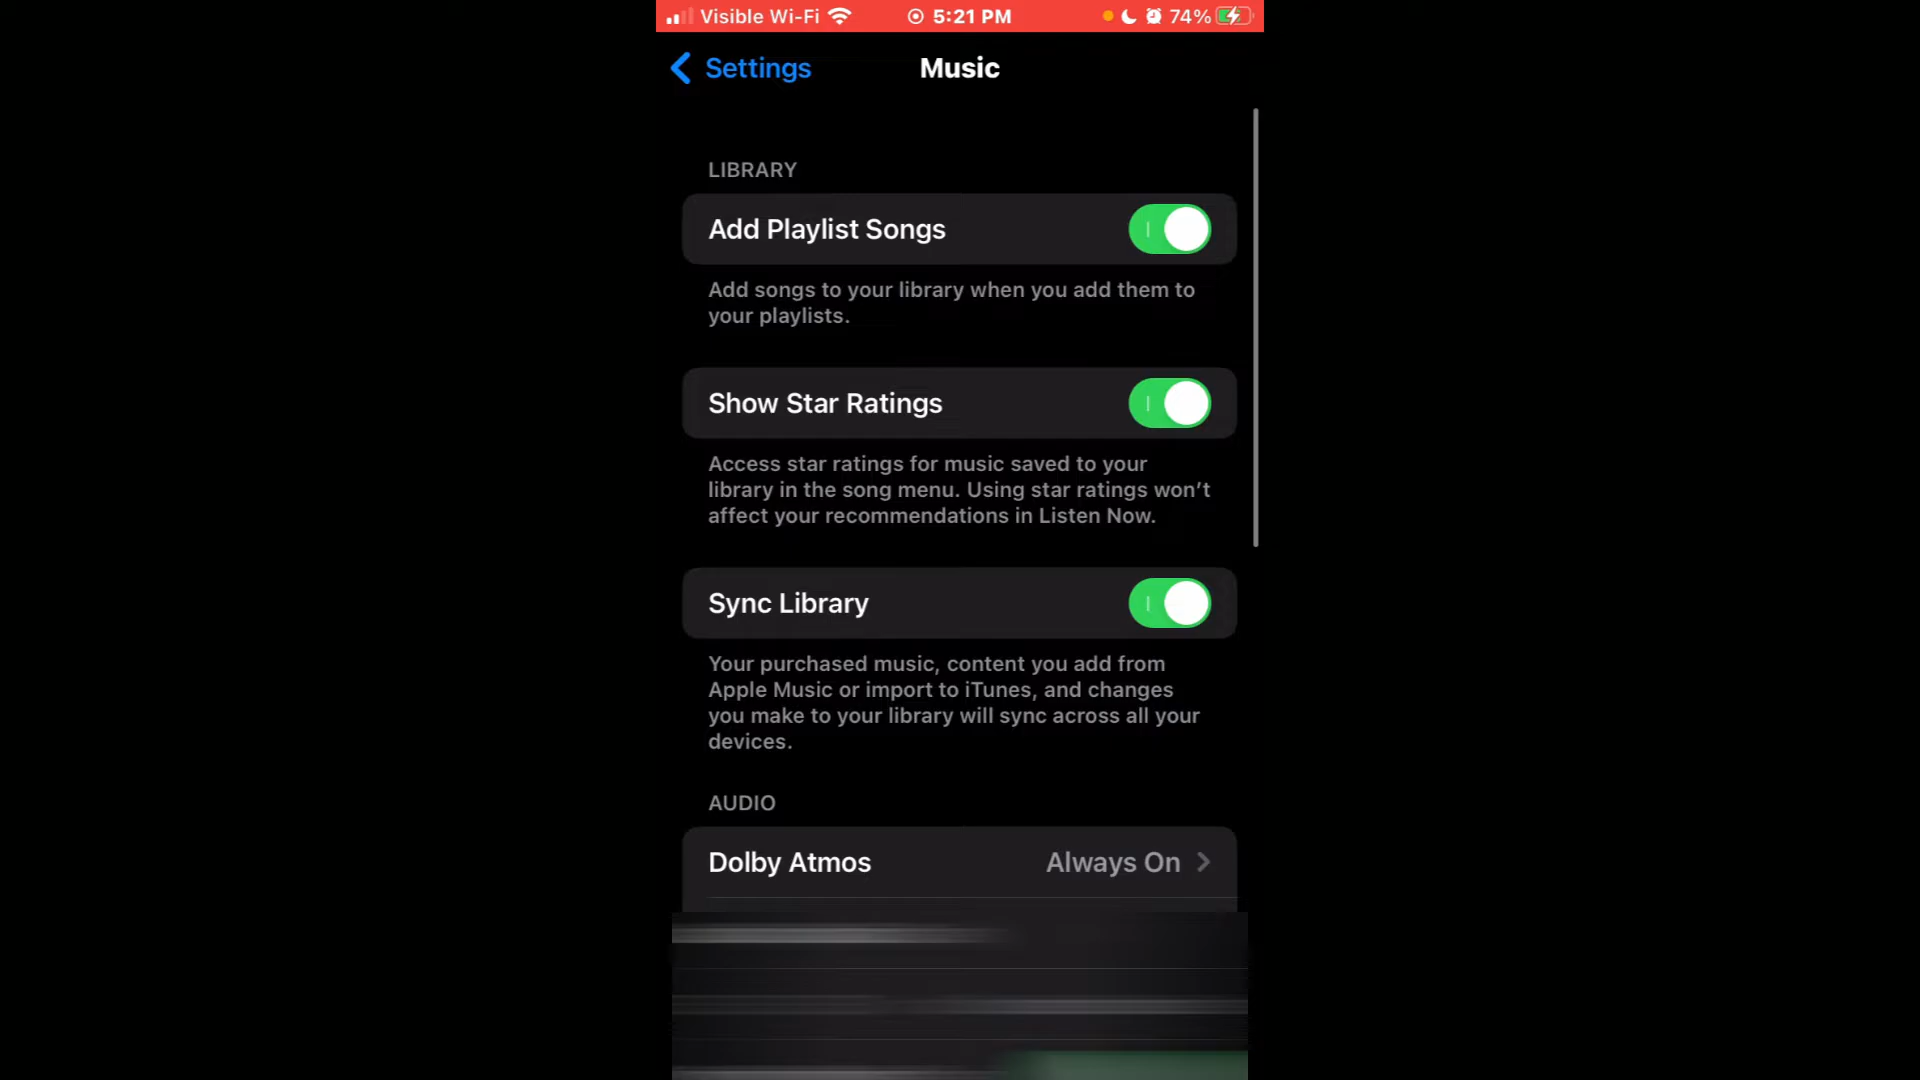 Visible Wi-Fi 5:21 PM 74%
Settings Music
LIBRARY
Add Playlist Songs
Add songs to your library when you add them to
your playlists.
Show Star Ratings
Access star ratings for music saved to your
library in the song menu. Using star ratings won’t
affect your recommendations in Listen Now.
Sync Library
Your purchased music, content you add from
Apple Music or import to iTunes, and changes
you make to your library will sync across all your
devices.
AUDIO
Dolby Atmos Always On